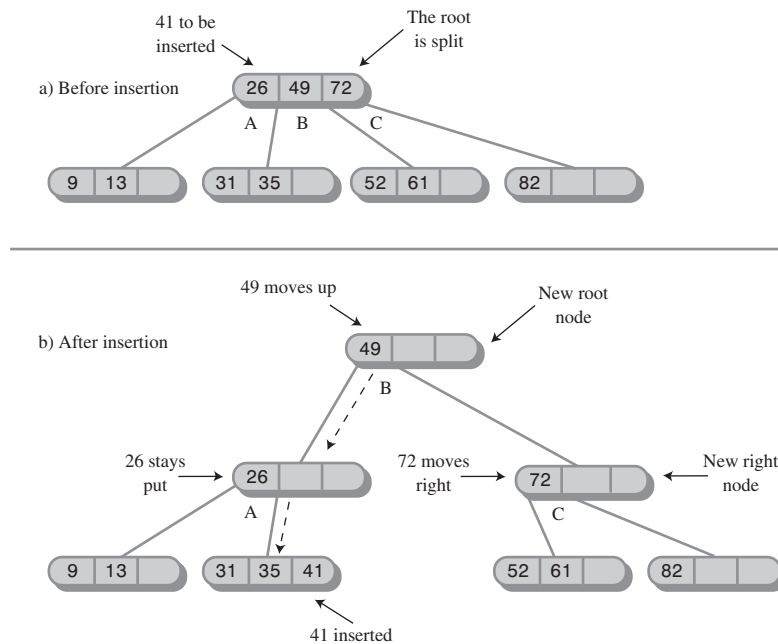 41 to be
inserted
The root
is split
a) Before insertion
26 49 72
A B C
9 13
31 35
52 61
82
49 moves up
New root
node
b) After insertion
49
B
26 stays
put
26
72 moves
right
72
New right
node
A
C
9 13
31 35 41
52 61
82
41 inserted